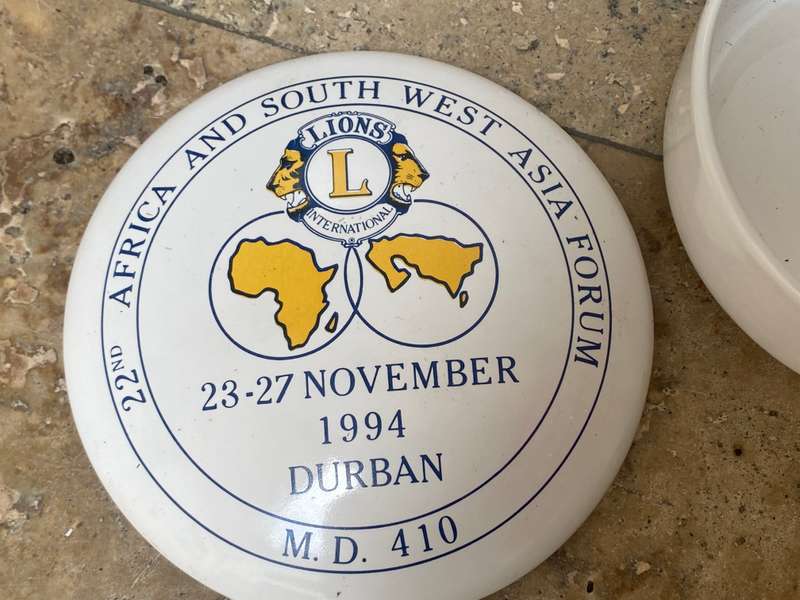 22ND AFRICA AND SOUTH WEST ASIA FORUM
LIONS
L
INTERNATIONAL
23-27 NOVEMBER
1994
DURBAN
M. D. 410